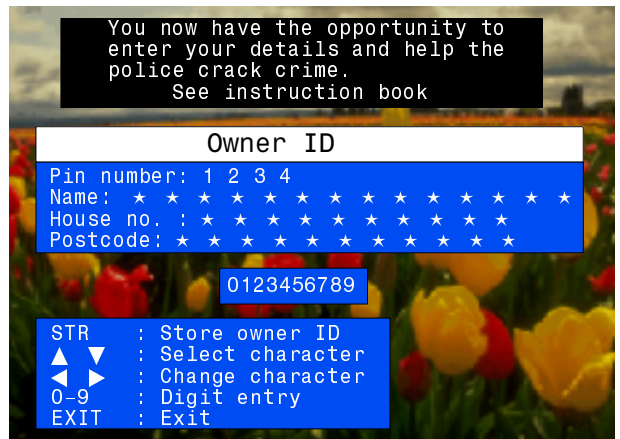 You now have the opportunity to
enter your details and help the
police crack crime.
See instruction book
Owner ID
Pin number: 1 2 3 4
Name: ★ ★ ★ ★ ★ ★ ★ ★ ★ ★ ★ ★ ★ ★
House no. : ★ ★ ★ ★ ★ ★ ★ ★ ★ ★
Postcode: ★ ★ ★ ★ ★ ★ ★ ★ ★ ★ ★
0123456789
STR : Store owner ID
▲ ▼ : Select character
◀ ▶ : Change character
0-9 : Digit entry
EXIT : Exit